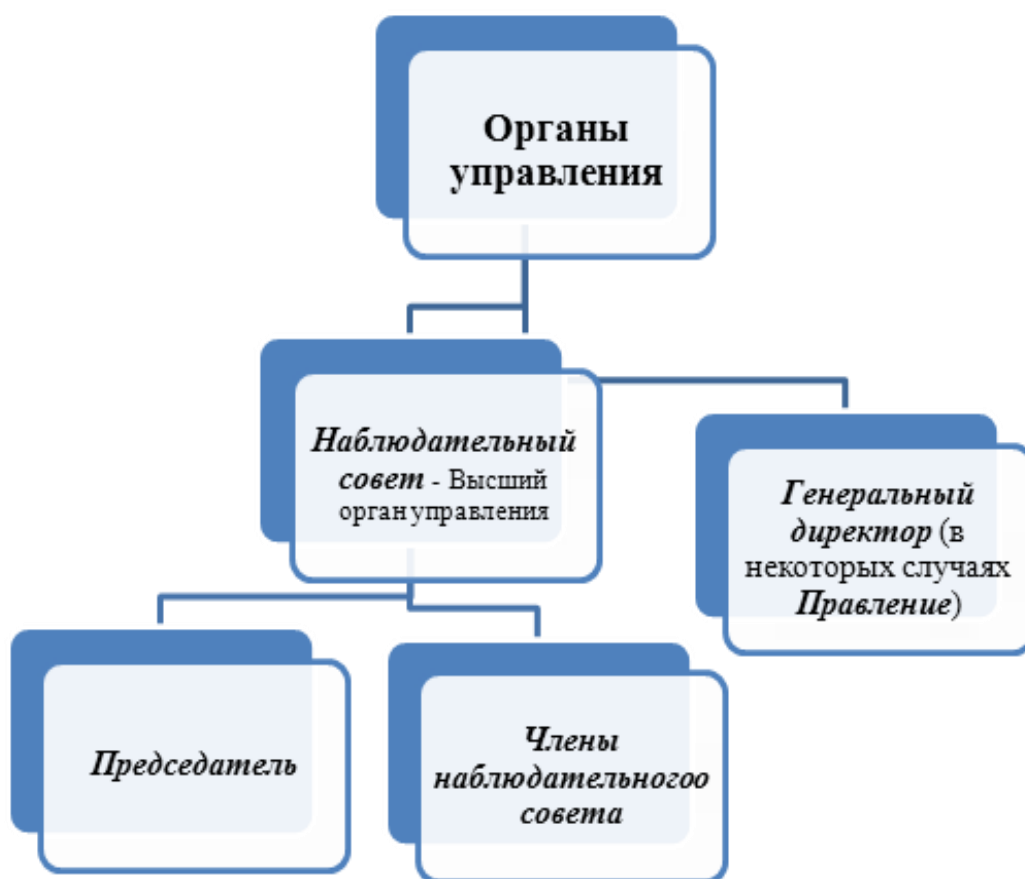 Органы
управления
Наблюдательный
совет - Высший
орган управления
Генеральный
директор (в
некоторых случаях
Правление)
Председатель
Члены
наблюдательногоо
совета